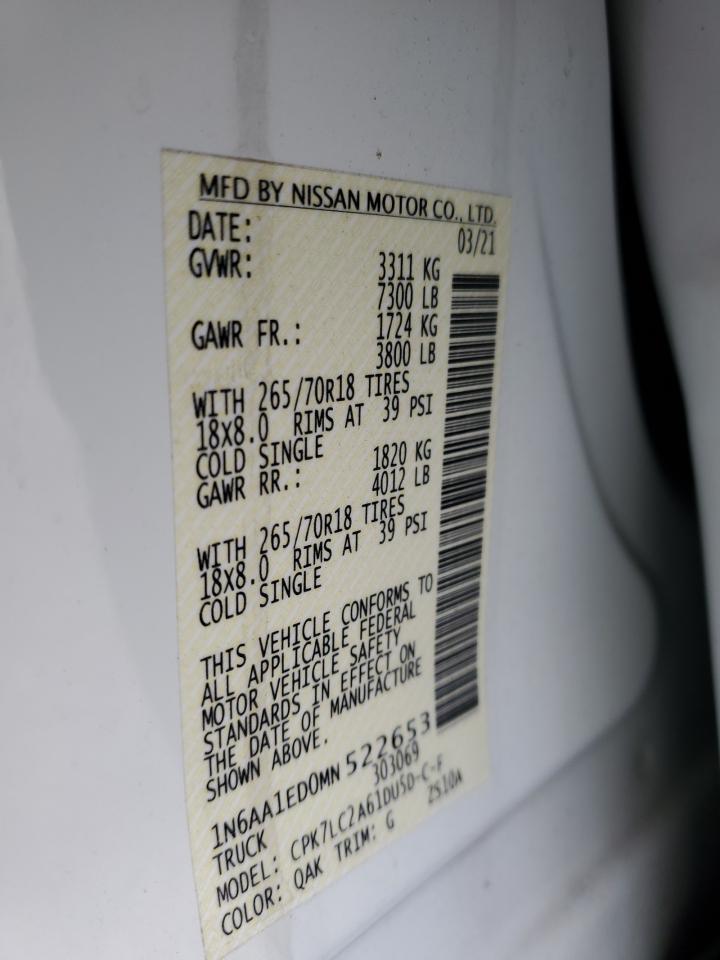 MFD BY NISSAN MOTOR CO., LTD.
DATE: 03/21
GVWR: 3311 KG
7300 LB
GAWR FR.: 1724 KG
3800 LB
WITH 265/70R18 TIRES
18X8.0 RIMS AT 39 PSI
COLD SINGLE
GAWR RR.: 1820 KG
4012 LB
WITH 265/70R18 TIRES
18X8.0 RIMS AT 39 PSI
COLD SINGLE
THIS VEHICLE CONFORMS TO
ALL APPLICABLE FEDERAL
MOTOR VEHICLE SAFETY
STANDARDS IN EFFECT ON
THE DATE OF MANUFACTURE
SHOWN ABOVE.
1N6AA1ED0MN 522653
TRUCK 303069
MODEL: CPK7LC2A61DU5D-C-F
COLOR: QAK TRIM: G ZS10A